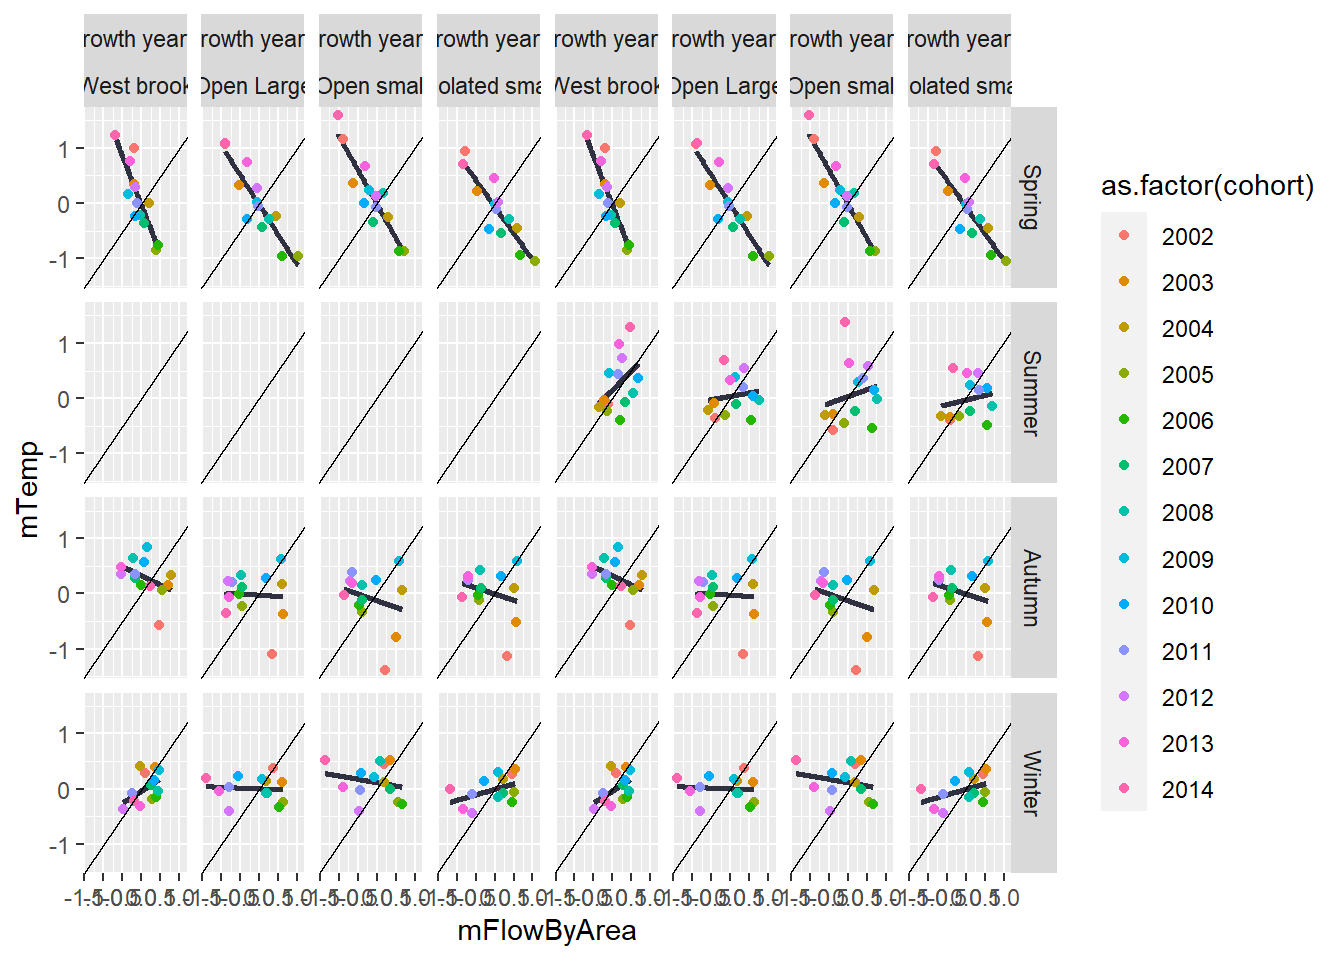 rowth year rowth year rowth year rowth year rowth year rowth year rowth year rowth year
West brook Open Large Open small olated sma West brook Open Large Open small olated sma
Spring
Summer
Autumn
Winter
1
0
-1
1
0
-1
1
0
-1
1
0
-1
mTemp
mFlowByArea
as.factor(cohort)
2002
2003
2004
2005
2006
2007
2008
2009
2010
2011
2012
2013
2014